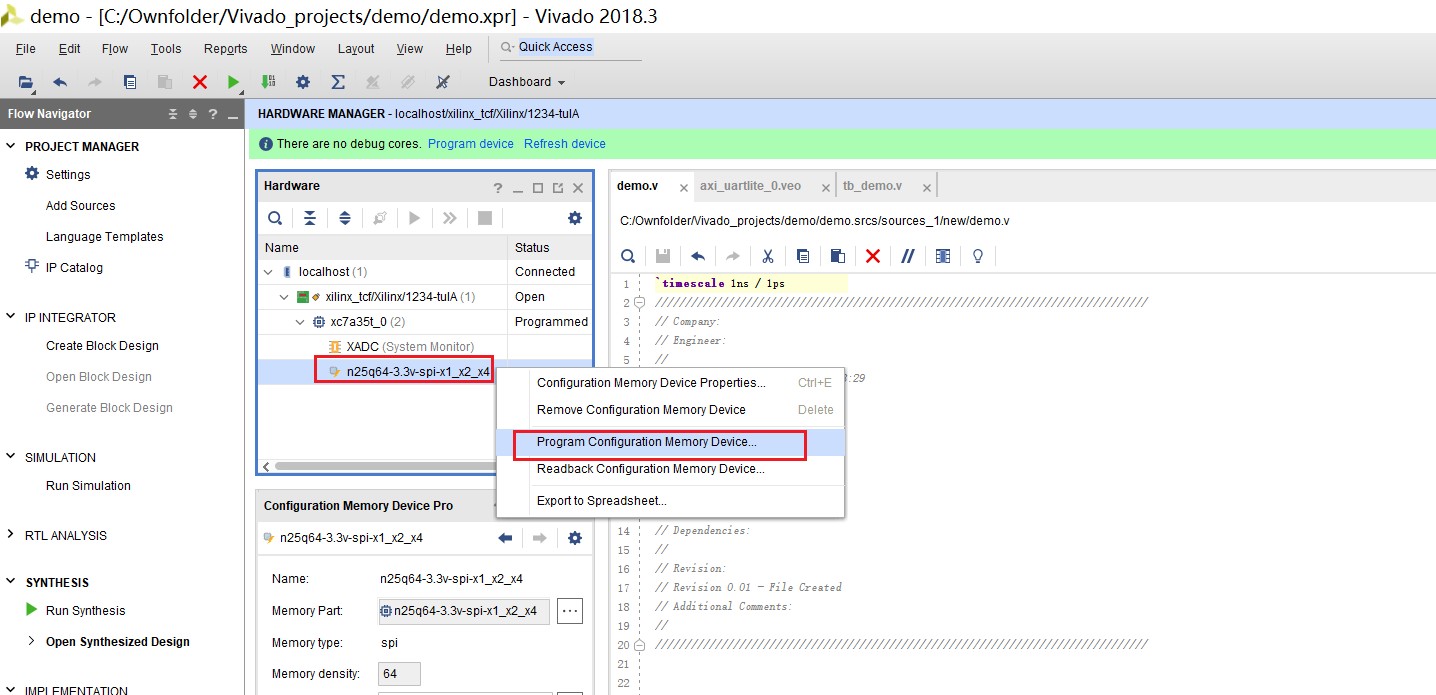 demo - [C:/Ownfolder/Vivado_projects/demo/demo.xpr] - Vivado 2018.3
File Edit Flow Tools Reports Window Layout View Help Quick Access
Dashboard
Flow Navigator
PROJECT MANAGER
Settings
Add Sources
Language Templates
IP Catalog
IP INTEGRATOR
Create Block Design
Open Block Design
Generate Block Design
SIMULATION
Run Simulation
RTL ANALYSIS
SYNTHESIS
Run Synthesis
Open Synthesized Design
IMPLEMENTATION
HARDWARE MANAGER - localhost/xilinx_tcf/Xilinx/1234-tulA
There are no debug cores. Program device Refresh device
Hardware
Name Status
localhost (1) Connected
xilinx_tcf/Xilinx/1234-tulA (1) Open
xc7a35t_0 (2) Programmed
XADC (System Monitor)
n25q64-3.3v-spi-x1_x2_x4
Configuration Memory Device Properties... Ctrl+E
Remove Configuration Memory Device Delete
Program Configuration Memory Device...
Readback Configuration Memory Device...
Export to Spreadsheet...
Configuration Memory Device Pro
n25q64-3.3v-spi-x1_x2_x4
Name: n25q64-3.3v-spi-x1_x2_x4
Memory Part: n25q64-3.3v-spi-x1_x2_x4 ...
Memory type: spi
Memory density: 64
demo.v axi_uartlite_0.veo tb_demo.v
C:/Ownfolder/Vivado_projects/demo/demo.srcs/sources_1/new/demo.v
1 `timescale 1ns / 1ps
2 //////////////////////////////////////////////////////////////////////////////////
3 // Company:
4 // Engineer:
5 //
:29
14 // Dependencies:
15 //
16 // Revision:
17 // Revision 0.01 - File Created
18 // Additional Comments:
19 //
20 //////////////////////////////////////////////////////////////////////////////////
21
22